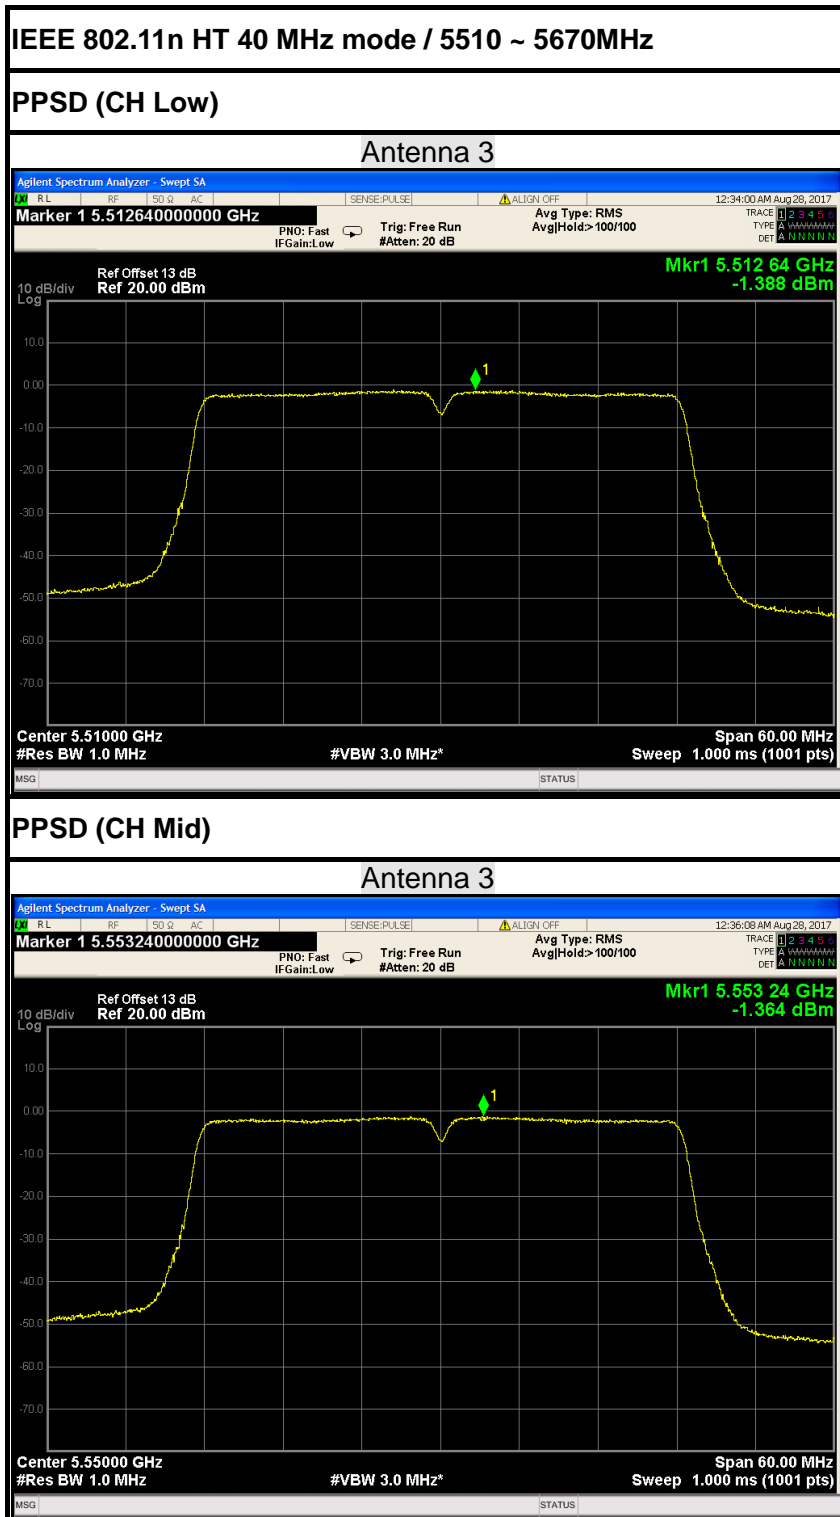 IEEE 802.11n HT 40 MHz mode / 5510 ~ 5670MHz
PPSD (CH Low)
Antenna 3
Agilent Spectrum Analyzer - Swept SA
LXI RL RF 50 Ω AC SENSE:PULSE ALIGN OFF 12:34:00 AM Aug 28, 2017
Marker 1 5.512640000000 GHz Avg Type: RMS TRACE 1 2 3 4 5 6
PNO: Fast Trig: Free Run Avg|Hold:>100/100 TYPE A WWWWW
IFGain:Low #Atten: 20 dB DET A N N N N N
Mkr1 5.512 64 GHz
-1.388 dBm
Ref Offset 13 dB
10 dB/div Ref 20.00 dBm
Log
1
10.0
0.00
-10.0
-20.0
-30.0
-40.0
-50.0
-60.0
-70.0
Center 5.51000 GHz Span 60.00 MHz
#Res BW 1.0 MHz #VBW 3.0 MHz* Sweep 1.000 ms (1001 pts)
MSG STATUS
PPSD (CH Mid)
Antenna 3
Agilent Spectrum Analyzer - Swept SA
LXI RL RF 50 Ω AC SENSE:PULSE ALIGN OFF 12:36:08 AM Aug 28, 2017
Marker 1 5.553240000000 GHz Avg Type: RMS TRACE 1 2 3 4 5 6
PNO: Fast Trig: Free Run Avg|Hold:>100/100 TYPE A WWWWW
IFGain:Low #Atten: 20 dB DET A N N N N N
Mkr1 5.553 24 GHz
-1.364 dBm
Ref Offset 13 dB
10 dB/div Ref 20.00 dBm
Log
1
10.0
0.00
-10.0
-20.0
-30.0
-40.0
-50.0
-60.0
-70.0
Center 5.55000 GHz Span 60.00 MHz
#Res BW 1.0 MHz #VBW 3.0 MHz* Sweep 1.000 ms (1001 pts)
MSG STATUS